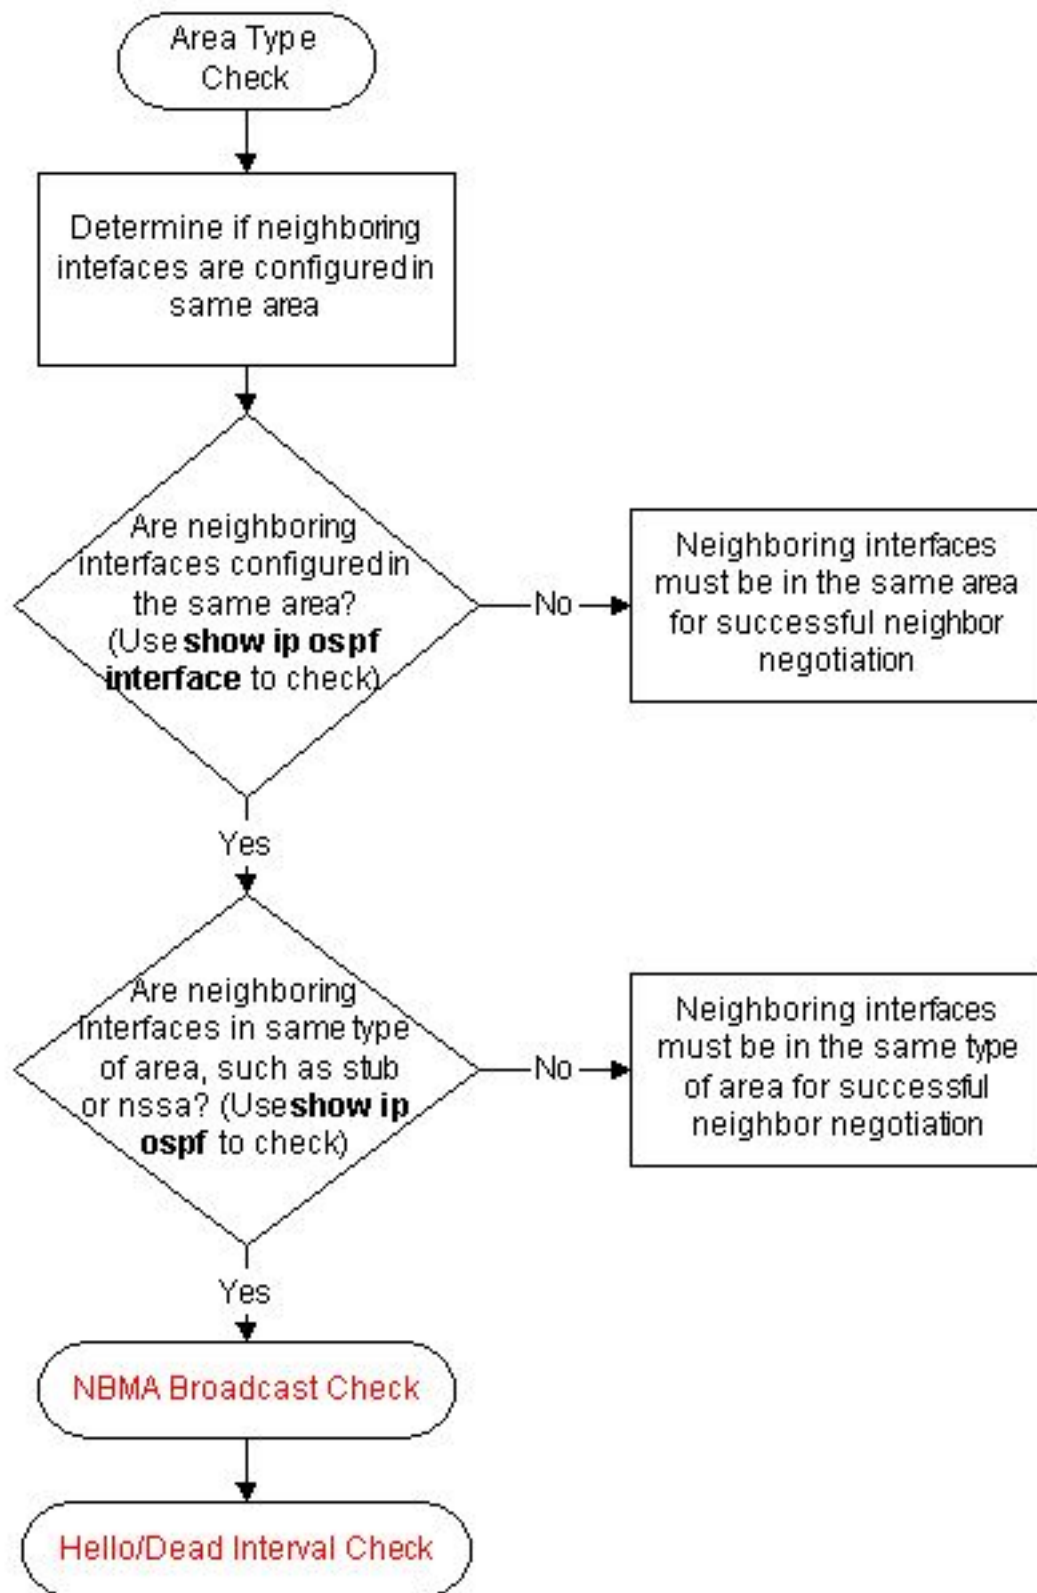 Area Type
Check
Determine if neighboring
intefaces are configured in
same area
Are neighboring
interfaces configured in
the same area?
(Use show ip ospf
interface to check)
No
Neighboring interfaces
must be in the same area
for successful neighbor
negotiation
Yes
Are neighboring
Interfaces in same type
of area, such as stub
or nssa? (Use show ip
ospf to check)
No
Neighboring interfaces
must be in the same type
of area for successful
neighbor negotiation
Yes
NBMA Broadcast Check
Hello/Dead Interval Check